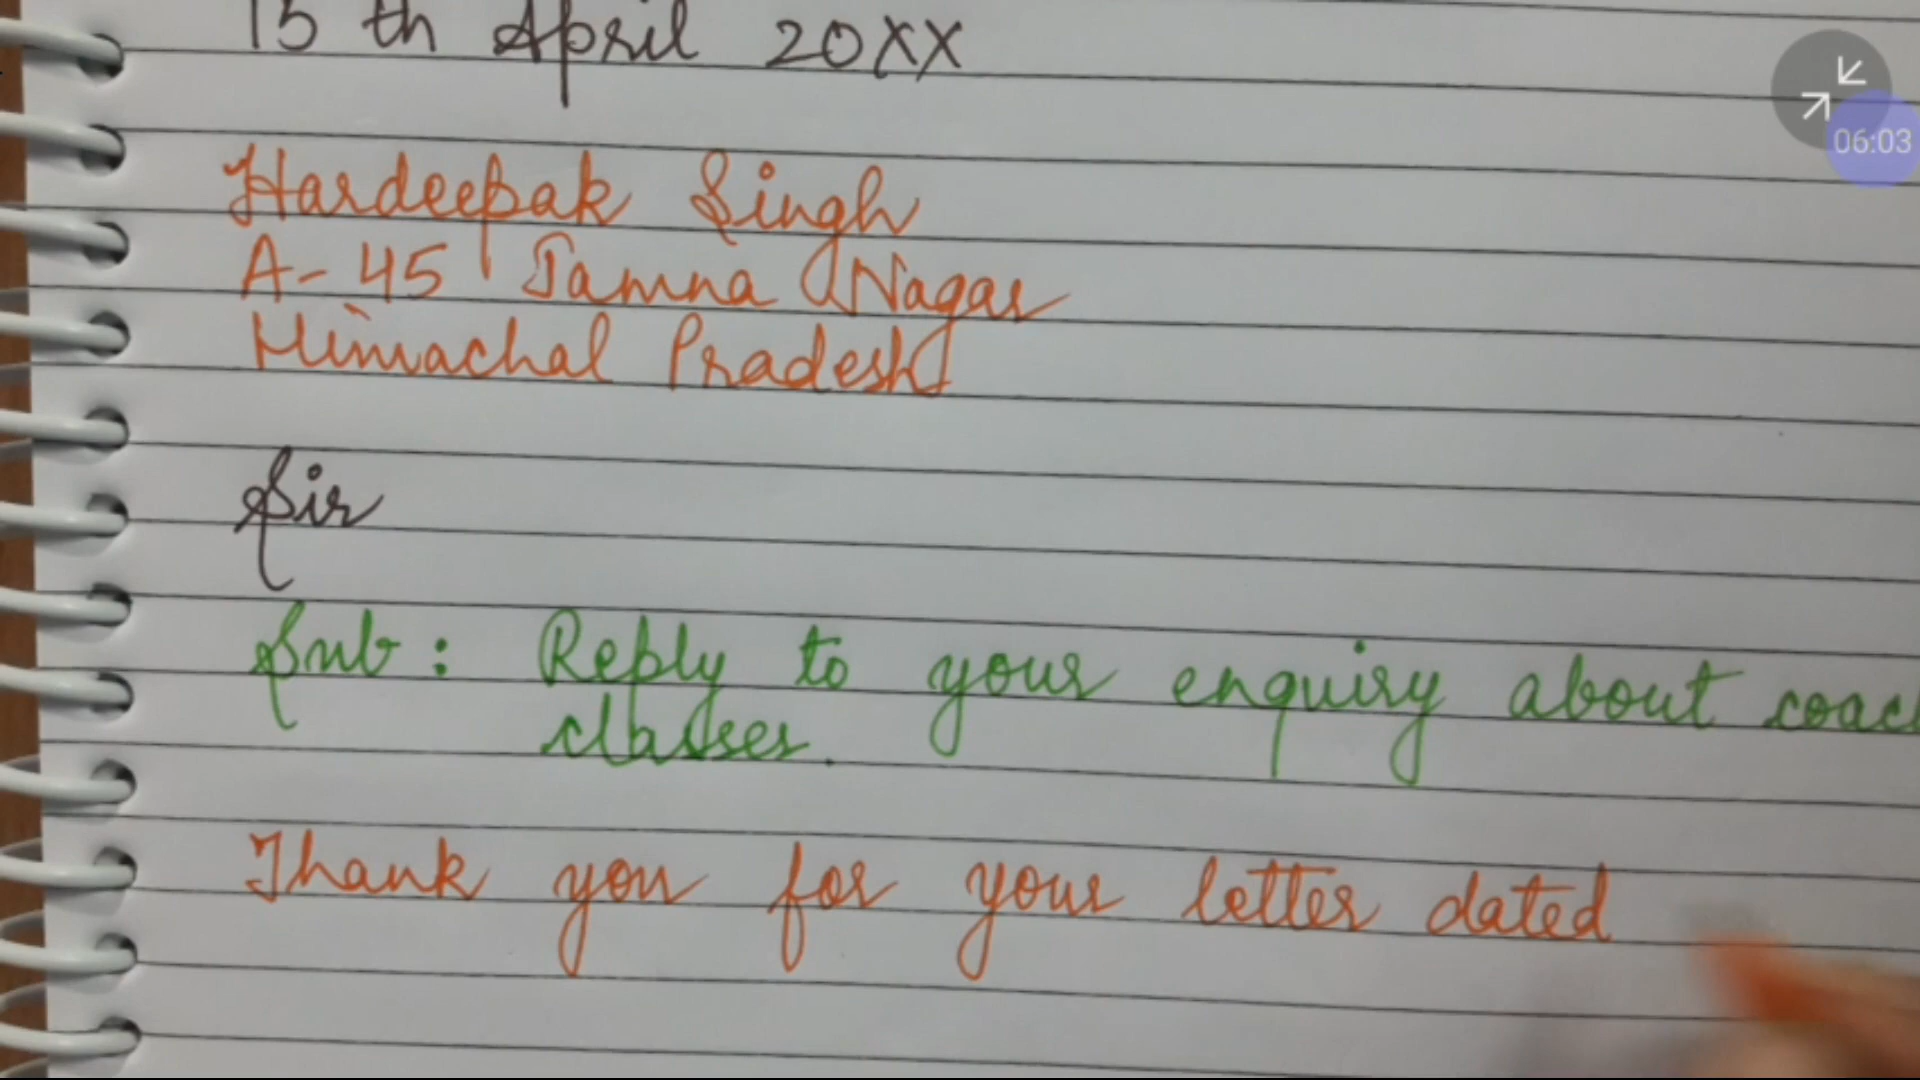 15 th April 20XX
06:03
Hardeepak Singh
A-45 Jamna Nagar
Himachal Pradesh
Sir
Sub: Reply to your enquiry about coac
classes.
Thank you for your letter dated